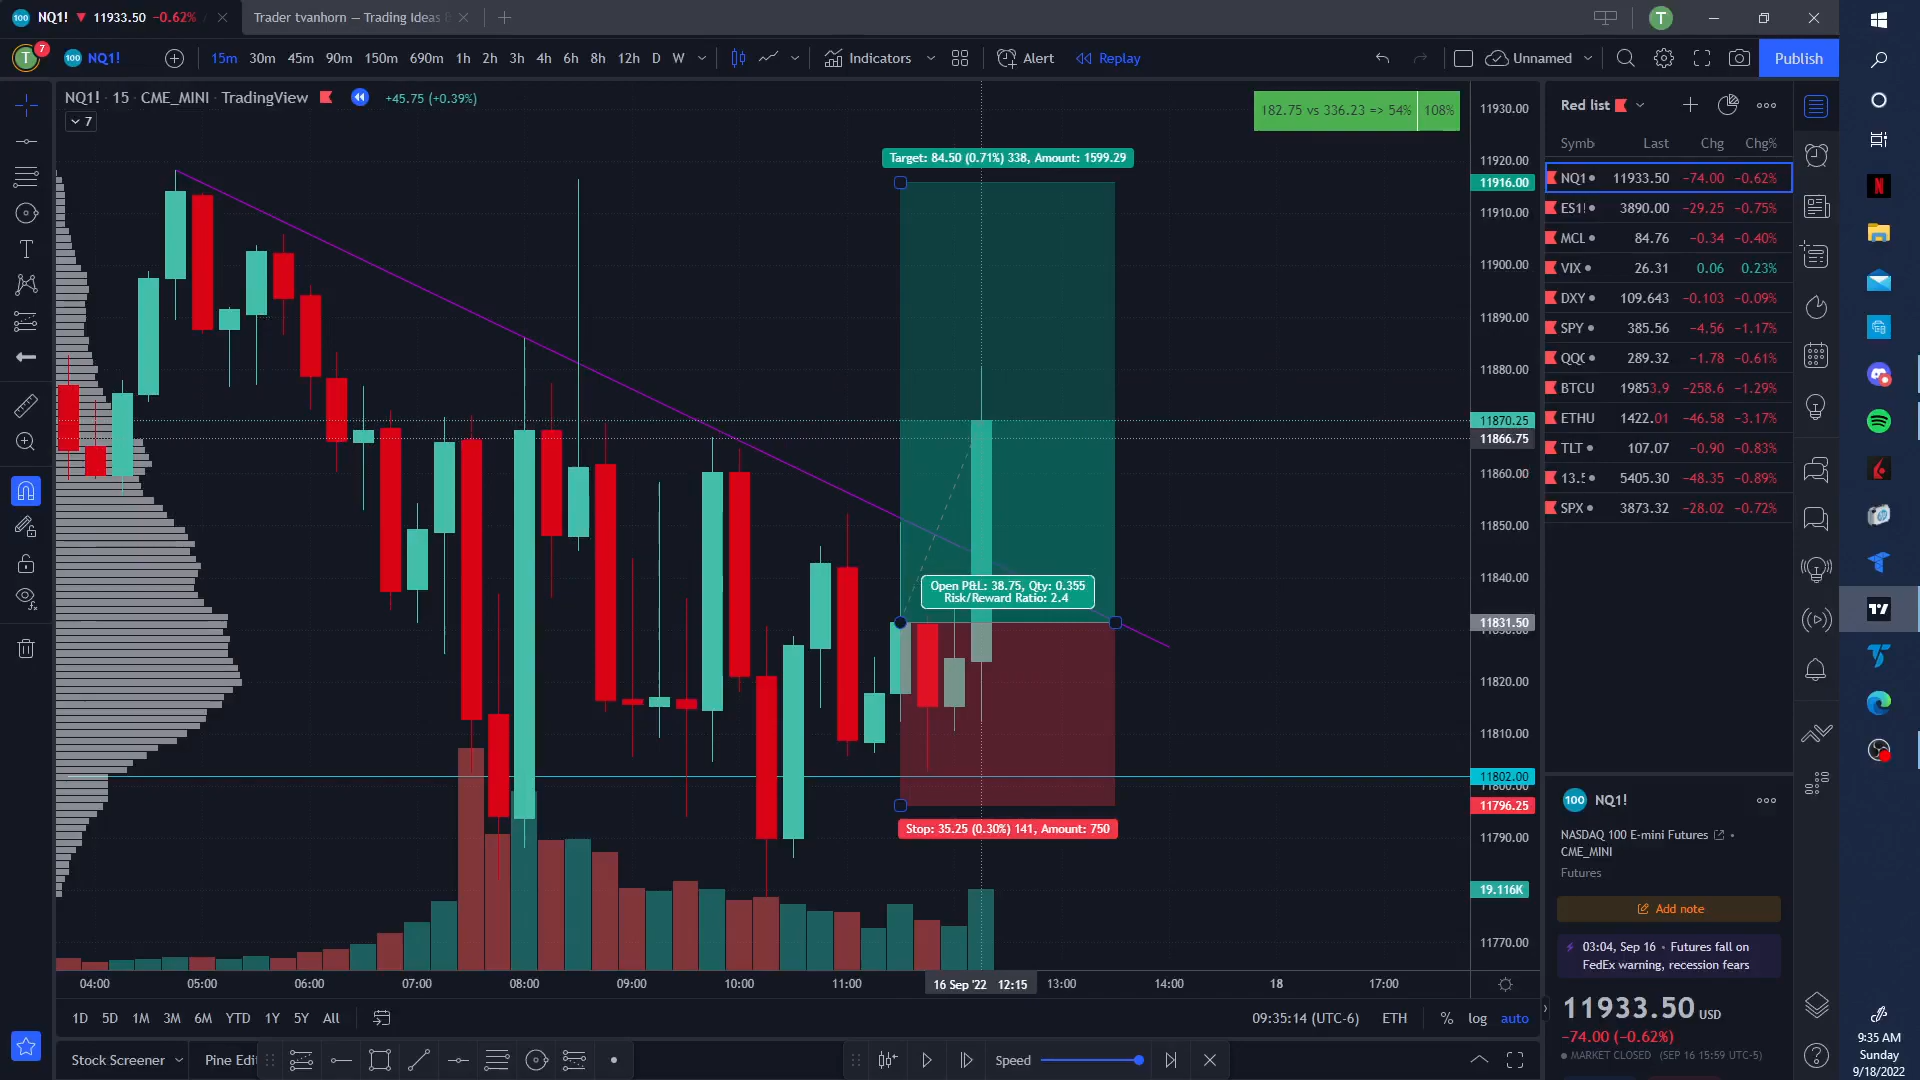 NQ1! ▼ 11933.50 −0.62%
Trader tvanhorn — Trading Ideas
T
T
7
100
NQ1!
15m 30m 45m 90m 150m 690m 1h 2h 3h 4h 6h 8h 12h D W
Indicators
Alert
Replay
Unnamed
Publish
NQ1! · 15 · CME_MINI · TradingView
+45.75 (+0.39%)
7
182.75 vs 336.23 => 54% 108%
Target: 84.50 (0.71%) 338, Amount: 1599.29
Open P&L: 38.75, Qty: 0.355
Risk/Reward Ratio: 2.4
Stop: 35.25 (0.30%) 141, Amount: 750
11930.00
11920.00
11916.00
11910.00
11900.00
11890.00
11880.00
11870.25
11866.75
11860.00
11850.00
11840.00
11831.50
11820.00
11810.00
11802.00
11800.00
11796.25
11790.00
19.116K
11770.00
04:00 05:00 06:00 07:00 08:00 09:00 10:00 11:00 16 Sep '22 12:15 13:00 14:00 18 17:00
1D 5D 1M 3M 6M YTD 1Y 5Y All
09:35:14 (UTC-6) ETH % log auto
Stock Screener
Pine Edit
Speed
Red list
Symb Last Chg Chg%
NQ1 11933.50 −74.00 −0.62%
ES1! 3890.00 −29.25 −0.75%
MCL 84.76 −0.34 −0.40%
VIX 26.31 0.06 0.23%
DXY 109.643 −0.103 −0.09%
SPY 385.56 −4.56 −1.17%
QQQ 289.32 −1.78 −0.61%
BTCU 19853.9 −258.6 −1.29%
ETHU 1422.01 −46.58 −3.17%
TLT 107.07 −0.90 −0.83%
13.5 5405.30 −48.35 −0.89%
SPX 3873.32 −28.02 −0.72%
100 NQ1!
NASDAQ 100 E-mini Futures
CME_MINI
Futures
Add note
03:04, Sep 16 • Futures fall on
FedEx warning, recession fears
11933.50 USD
−74.00 (−0.62%)
MARKET CLOSED (SEP 16 15:59 UTC-5)
9:35 AM
Sunday
9/18/2022